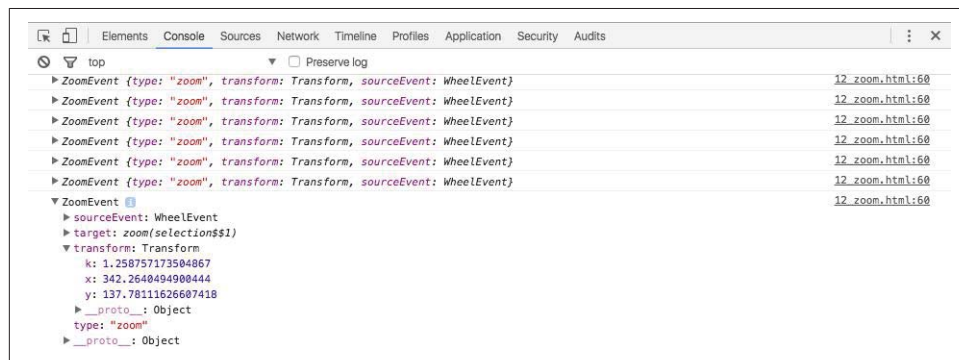 Elements Console Sources Network Timeline Profiles Application Security Audits
top Preserve log
ZoomEvent {type: "zoom", transform: Transform, sourceEvent: WheelEvent} 12_zoom.html:60
ZoomEvent {type: "zoom", transform: Transform, sourceEvent: WheelEvent} 12_zoom.html:60
ZoomEvent {type: "zoom", transform: Transform, sourceEvent: WheelEvent} 12_zoom.html:60
ZoomEvent {type: "zoom", transform: Transform, sourceEvent: WheelEvent} 12_zoom.html:60
ZoomEvent {type: "zoom", transform: Transform, sourceEvent: WheelEvent} 12_zoom.html:60
ZoomEvent {type: "zoom", transform: Transform, sourceEvent: WheelEvent} 12_zoom.html:60
ZoomEvent 12_zoom.html:60
sourceEvent: WheelEvent
target: zoom(selection$$1)
transform: Transform
k: 1.258757173504867
x: 342.2640494900444
y: 137.78111626607418
__proto__: Object
type: "zoom"
__proto__: Object